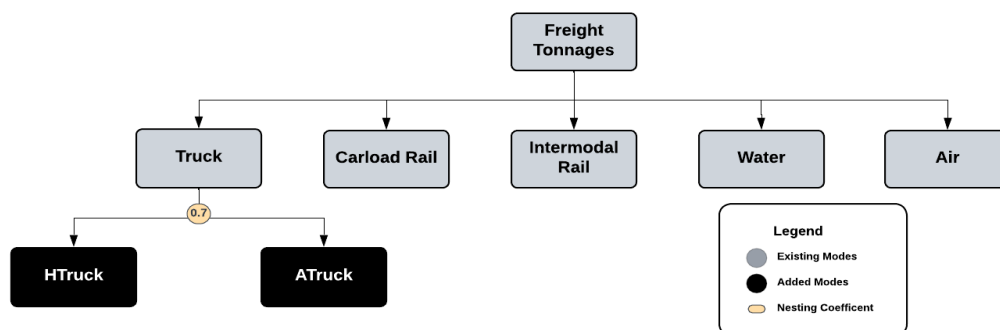 Freight
Tonnages
Truck
Carload Rail
Intermodal
Rail
Water
Air
0.7
HTruck
ATruck
Legend
Existing Modes
Added Modes
Nesting Coefficent